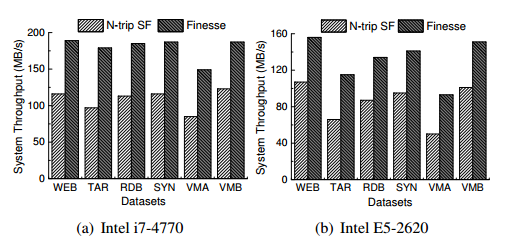 N-trip SF Finesse
System Throughput (MB/s)
200
150
100
50
0
WEB TAR RDB SYN VMA VMB
Datasets
(a) Intel i7-4770
N-trip SF Finesse
System Throughput (MB/s)
160
120
80
40
0
WEB TAR RDB SYN VMA VMB
Datasets
(b) Intel E5-2620